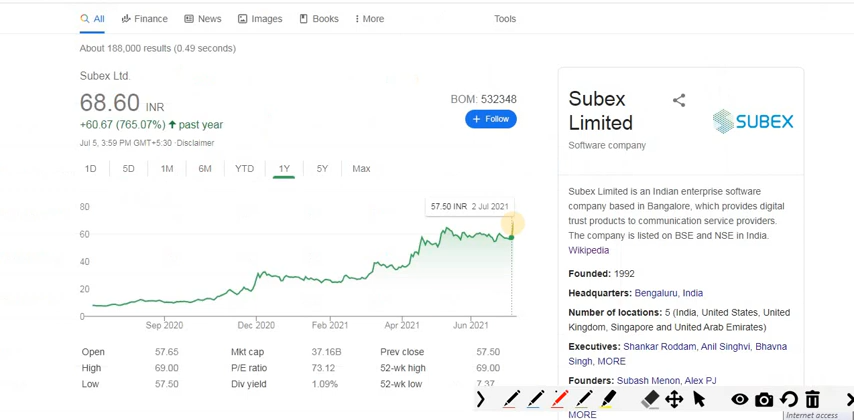 All Finance News Images Books More Tools
About 188,000 results (0.49 seconds)
Subex Ltd.
68.60 INR
+60.67 (765.07%) past year
Jul 5, 3:59 PM GMT+5:30 · Disclaimer
BOM: 532348
+ Follow
1D 5D 1M 6M YTD 1Y 5Y Max
57.50 INR 2 Jul 2021
80
60
40
20
0
Sep 2020 Dec 2020 Feb 2021 Apr 2021 Jun 2021
Open 57.65 Mkt cap 37.16B Prev close 57.50
High 69.00 P/E ratio 73.12 52-wk high 69.00
Low 57.50 Div yield 1.09% 52-wk low 7.37
Subex
Limited
Software company
SUBEX
Subex Limited is an Indian enterprise software
company based in Bangalore, which provides digital
trust products to communication service providers.
The company is listed on BSE and NSE in India.
Wikipedia
Founded: 1992
Headquarters: Bengaluru, India
Number of locations: 5 (India, United States, United
Kingdom, Singapore and United Arab Emirates)
Executives: Shankar Roddam, Anil Singhvi, Bhavna
Singh, MORE
Founders: Subash Menon, Alex PJ
MORE
Internet access